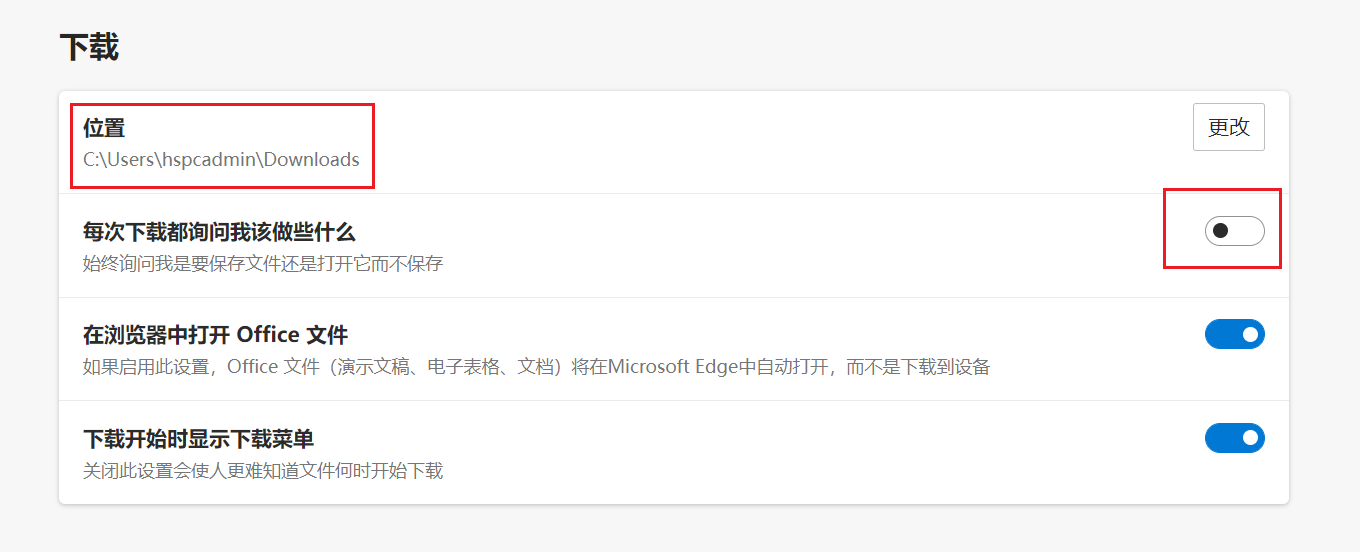 下载
位置
C:\Users\hspcadmin\Downloads
更改
每次下载都询问我该做些什么
始终询问我是要保存文件还是打开它而不保存
在浏览器中打开 Office 文件
如果启用此设置，Office 文件（演示文稿、电子表格、文档）将在Microsoft Edge中自动打开，而不是下载到设备
下载开始时显示下载菜单
关闭此设置会使人更难知道文件何时开始下载